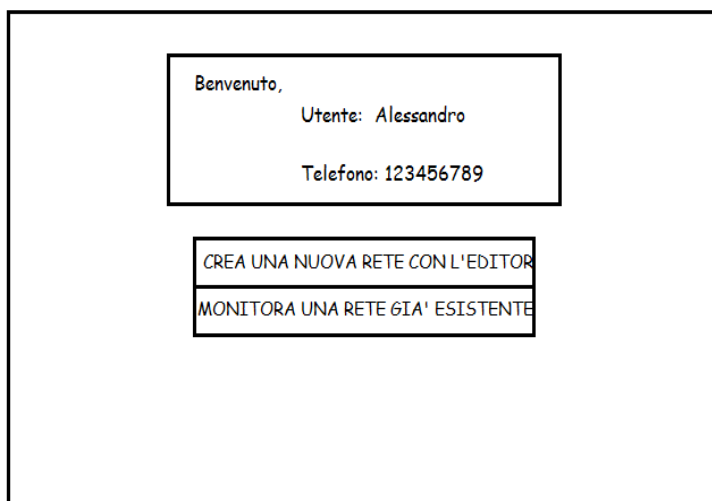 Benvenuto,
Utente: Alessandro
Telefono: 123456789
CREA UNA NUOVA RETE CON L'EDITOR
MONITORA UNA RETE GIA' ESISTENTE